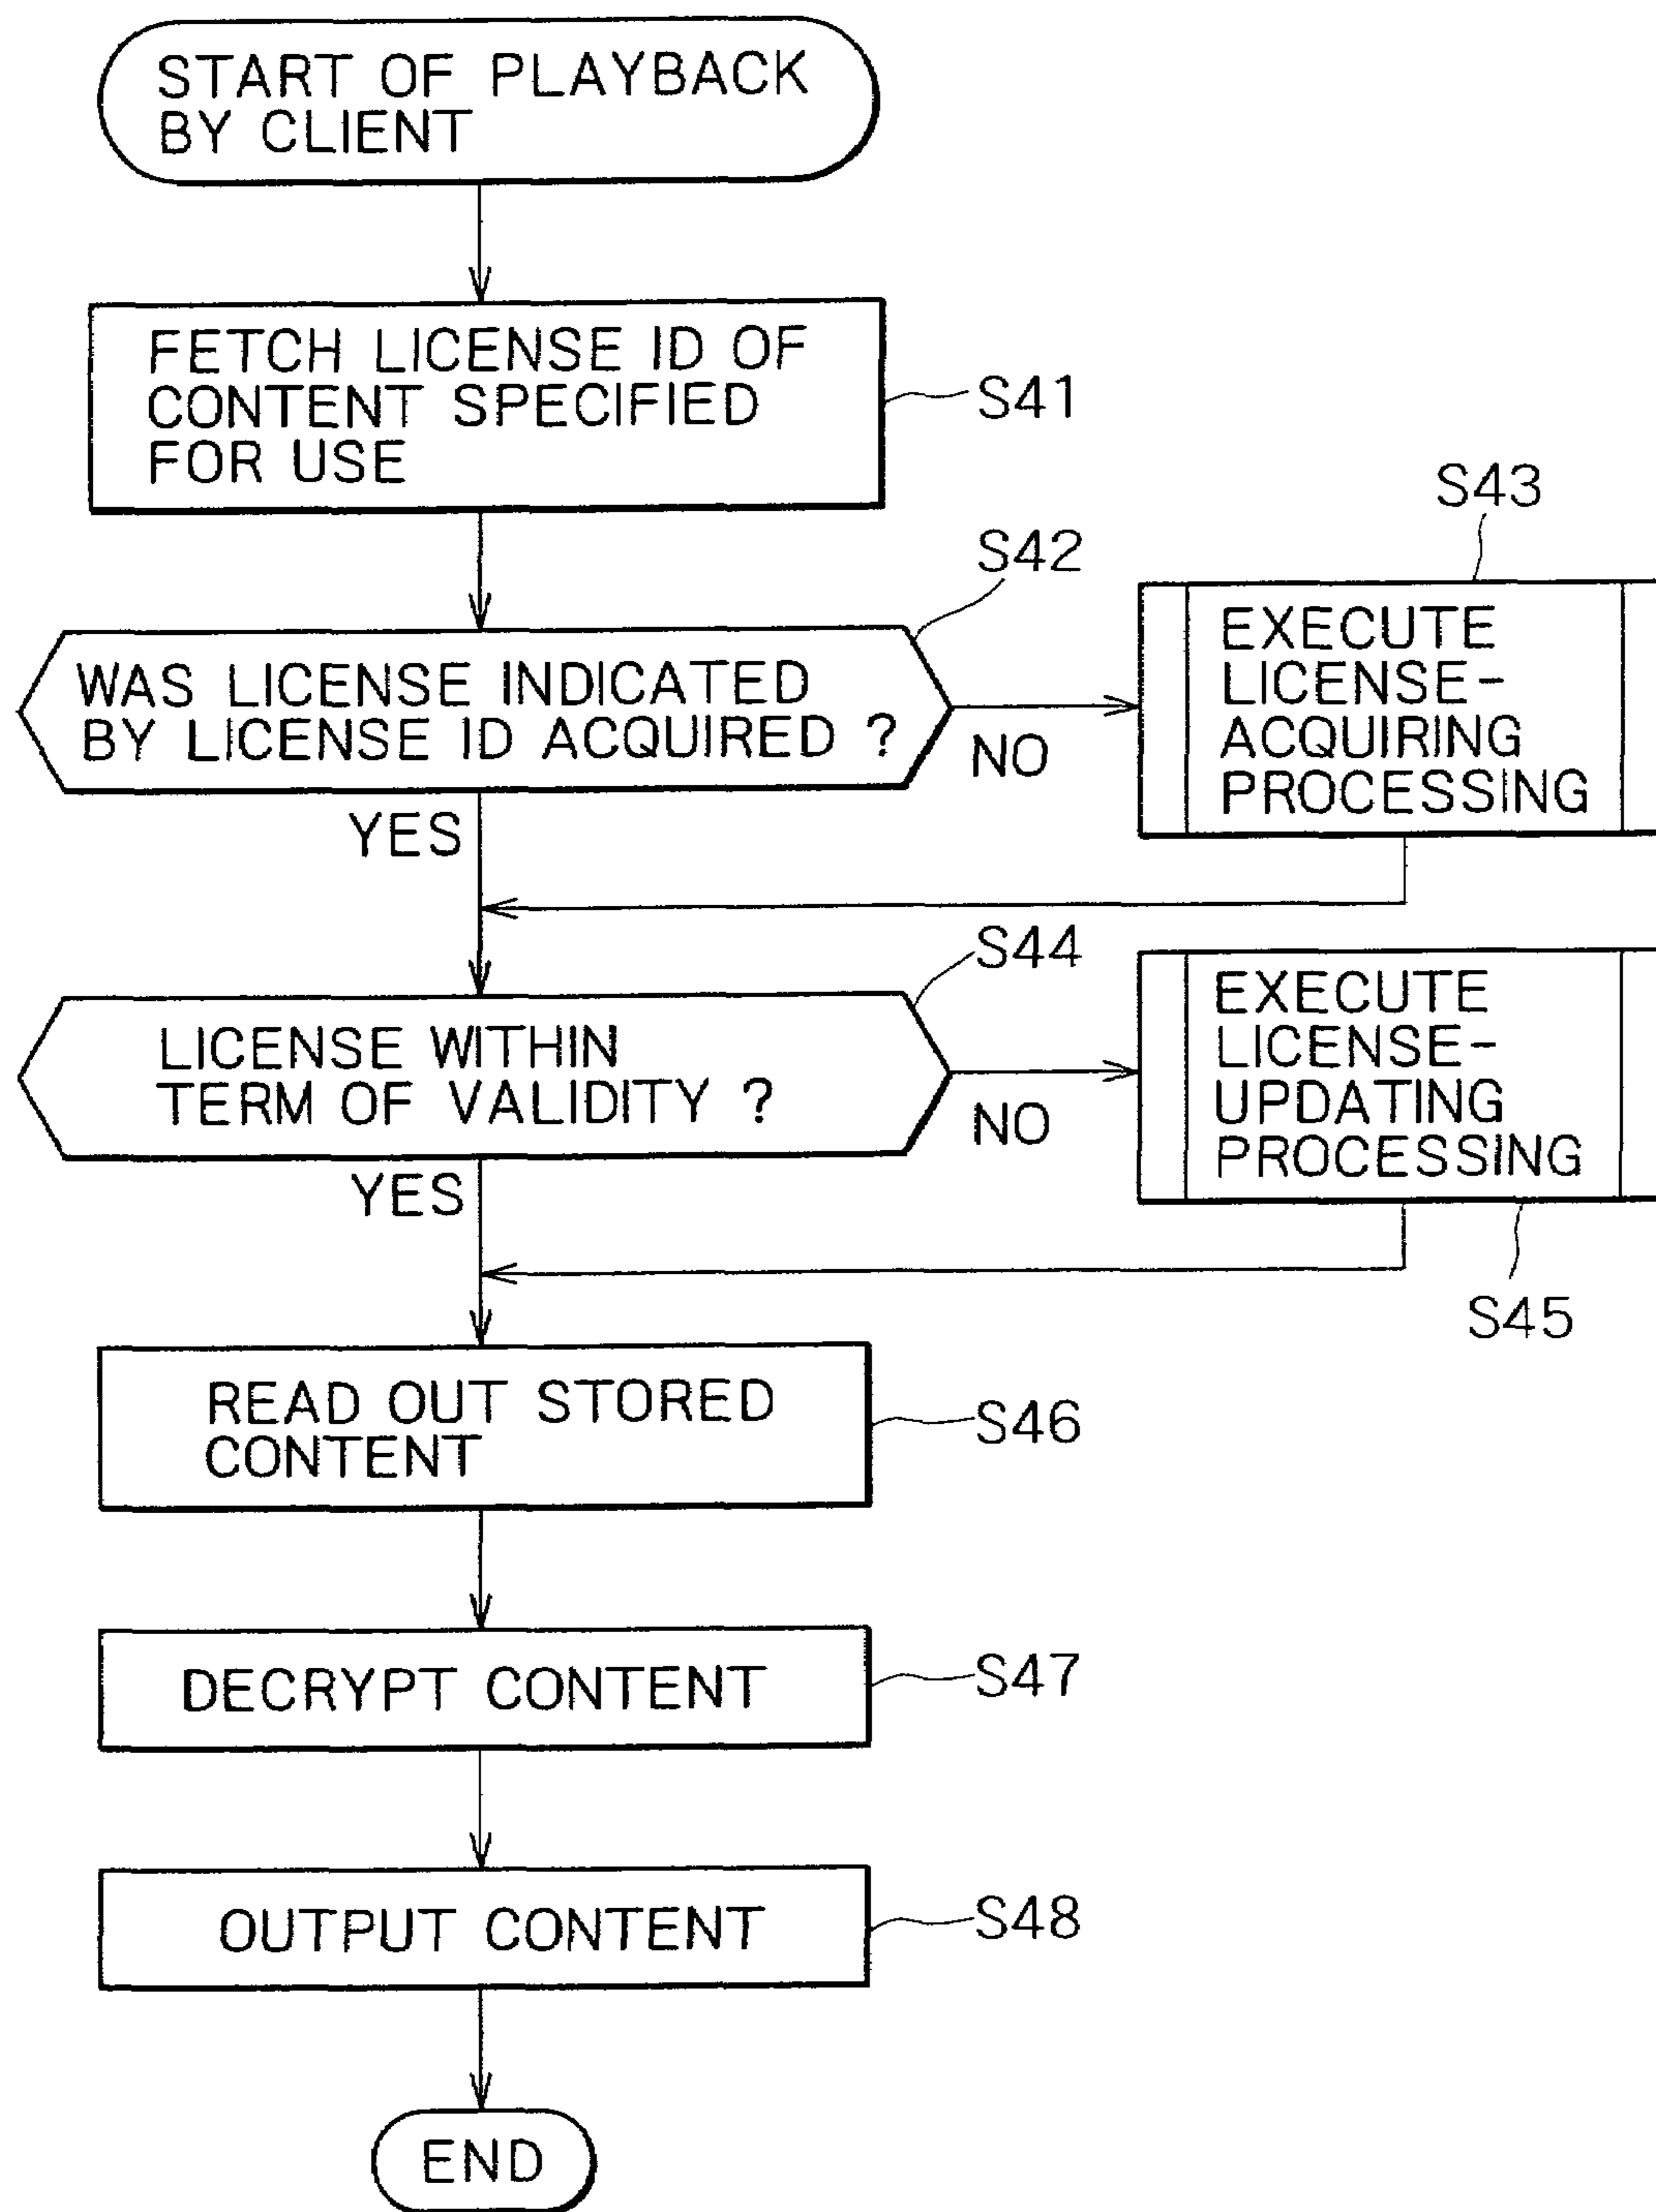 START OF PLAYBACK
BY CLIENT
FETCH LICENSE ID OF
CONTENT SPECIFIED
FOR USE
S41
S42
WAS LICENSE INDICATED
BY LICENSE ID ACQUIRED ?
NO
YES
S43
EXECUTE
LICENSE-
ACQUIRING
PROCESSING
S44
LICENSE WITHIN
TERM OF VALIDITY ?
NO
YES
EXECUTE
LICENSE-
UPDATING
PROCESSING
S45
READ OUT STORED
CONTENT
S46
DECRYPT CONTENT
S47
OUTPUT CONTENT
S48
END